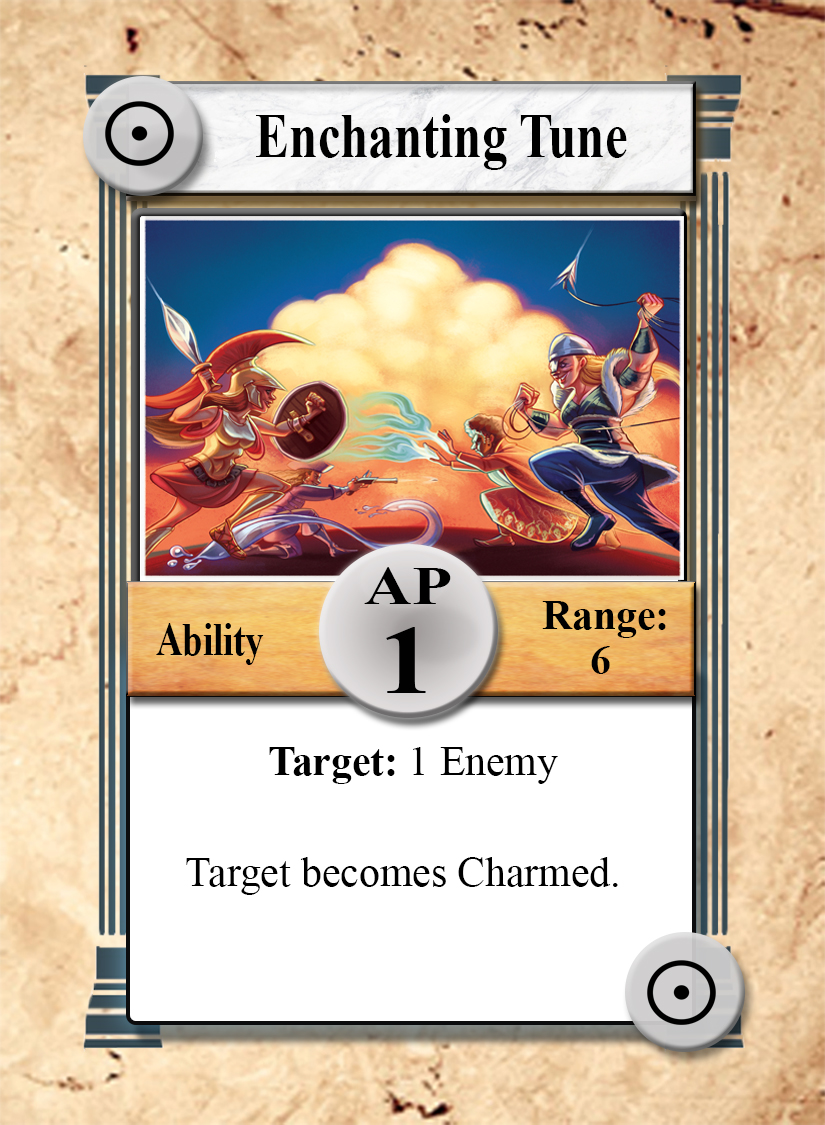 Enchanting Tune
Ability
AP
1
Range:
6
Target: 1 Enemy
Target becomes Charmed.